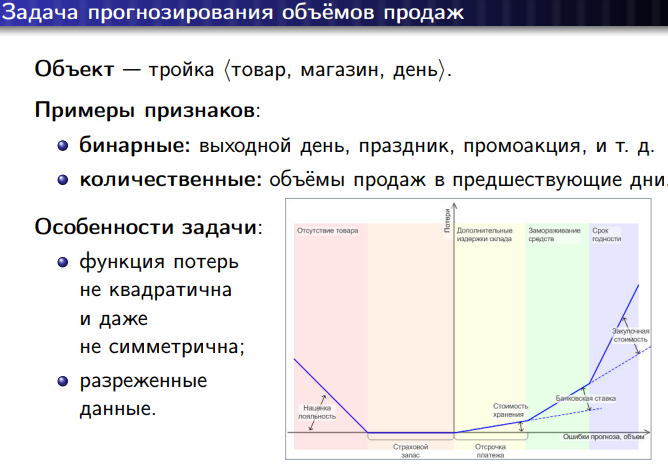 Задача прогнозирования объёмов продаж
Объект — тройка ⟨товар, магазин, день⟩.
Примеры признаков:
бинарные: выходной день, праздник, промоакция, и т. д.
количественные: объёмы продаж в предшествующие дни.
Особенности задачи:
функция потерь
не квадратична
и даже
не симметрична;
разреженные
данные.
Потери
Отсутствие товара
Дополнительные
издержки склада
Замораживание
средств
Срок
годности
Закупочная
стоимость
Банковская ставка
Стоимость
хранения
Наценка
лояльность
Ошибки прогноза, объем
Страховой
запас
Отсрочка
платежа